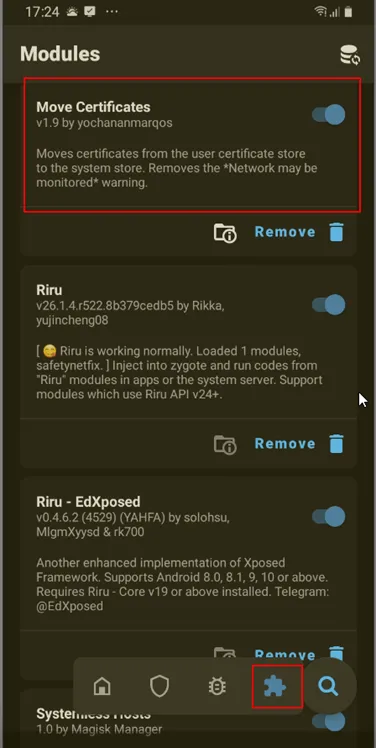 17:24
Modules
Move Certificates
v1.9 by yochananmarqos
Moves certificates from the user certificate store
to the system store. Removes the *Network may be
monitored* warning.
Remove
Riru
v26.1.4.r522.8b379cedb5 by Rikka,
yujincheng08
[ 😋 Riru is working normally. Loaded 1 modules,
safetynetfix. ] Inject into zygote and run codes from
"Riru" modules in apps or the system server. Support
modules which use Riru API v24+.
Remove
Riru - EdXposed
v0.4.6.2 (4529) (YAHFA) by solohsu,
MlgmXyysd & rk700
Another enhancement implementation of Xposed
Framework. Supports Android 8.0, 8.1, 9, 10 or above.
Requires Riru - Core v19 or above installed. Telegram:
@EdXposed
Remove
Systemless Hosts
1.0 by Magisk Manager